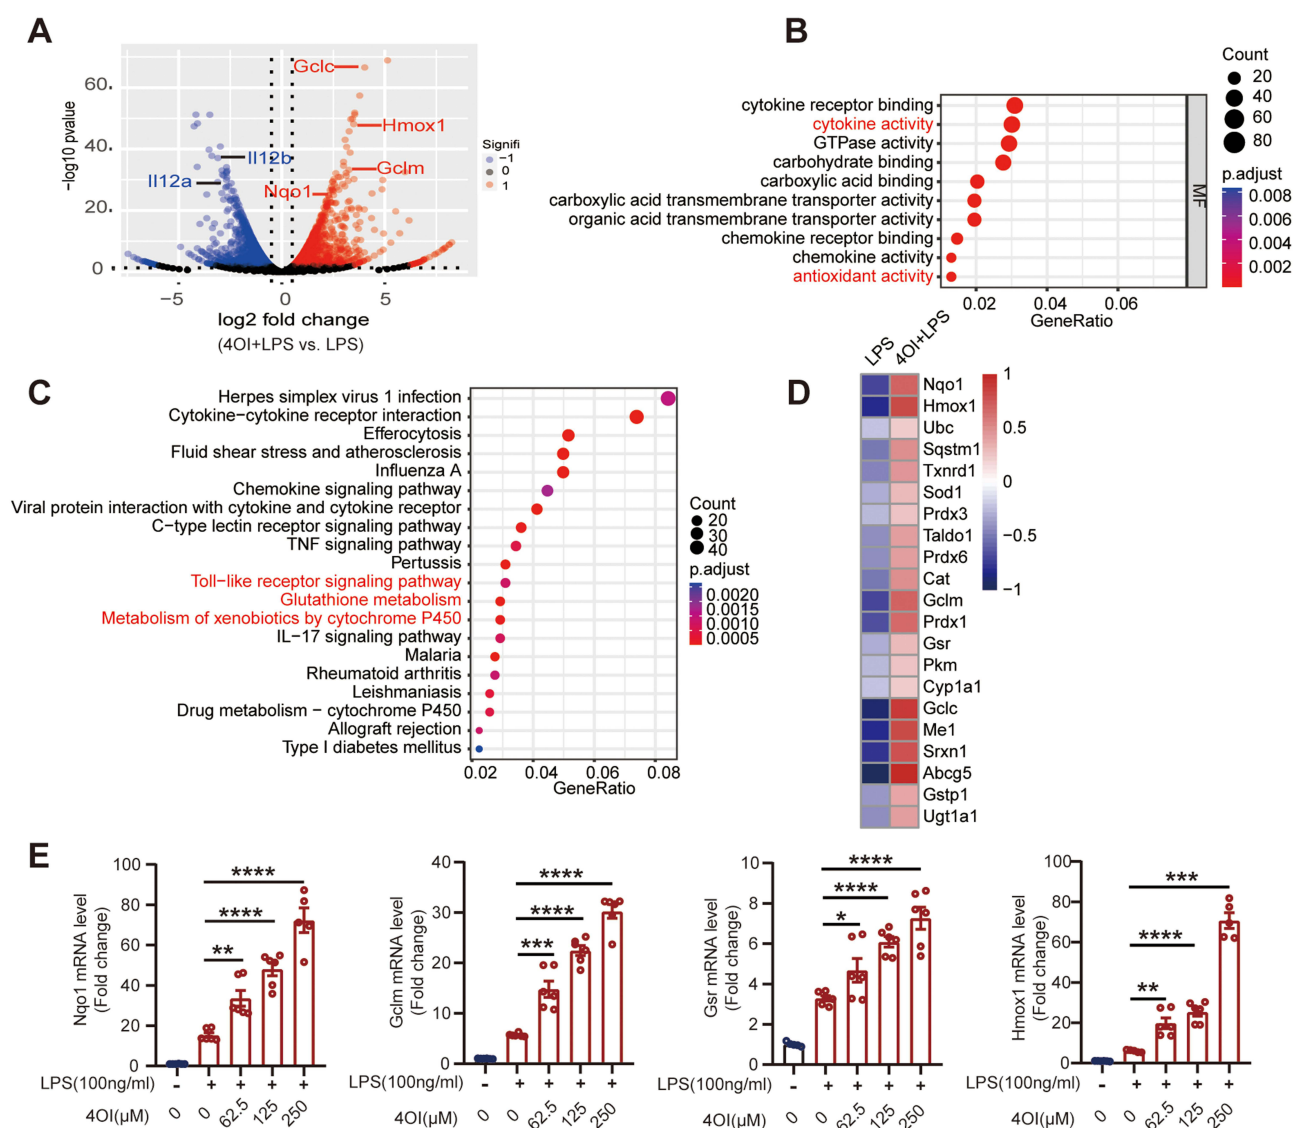 A
−log10 pvalue
60.
40.
20.
0
Gclc
Hmox1
Il12b
Gclm
Il12a
Nqo1
Signifi
−1
0
1
−5
0
5
log2 fold change
(4OI+LPS vs. LPS)
B
cytokine receptor binding
cytokine activity
GTPase activity
carbohydrate binding
carboxylic acid binding
carboxylic acid transmembrane transporter activity
organic acid transmembrane transporter activity
chemokine receptor binding
chemokine activity
antioxidant activity
MF
0.02
0.04
0.06
GeneRatio
Count
20
40
60
80
p.adjust
0.008
0.006
0.004
0.002
C
Herpes simplex virus 1 infection
Cytokine−cytokine receptor interaction
Efferocytosis
Fluid shear stress and atherosclerosis
Influenza A
Chemokine signaling pathway
Viral protein interaction with cytokine and cytokine receptor
C−type lectin receptor signaling pathway
TNF signaling pathway
Pertussis
Toll−like receptor signaling pathway
Glutathione metabolism
Metabolism of xenobiotics by cytochrome P450
IL−17 signaling pathway
Malaria
Rheumatoid arthritis
Leishmaniasis
Drug metabolism − cytochrome P450
Allograft rejection
Type I diabetes mellitus
0.02
0.04
0.06
0.08
GeneRatio
Count
20
30
40
p.adjust
0.0020
0.0015
0.0010
0.0005
D
LPS
4OI+LPS
Nqo1
Hmox1
Ubc
Sqstm1
Txnrd1
Sod1
Prdx3
Taldo1
Prdx6
Cat
Gclm
Prdx1
Gsr
Pkm
Cyp1a1
Gclc
Me1
Srxn1
Abcg5
Gstp1
Ugt1a1
1
0.5
0
−0.5
−1
E
Nqo1 mRNA level
(Fold change)
100
80
60
40
20
0
****
****
**
LPS(100ng/ml)
- + + + +
4OI(μM)
0 0 62.5 125 250
Gclm mRNA level
(Fold change)
40
30
20
10
0
****
****
***
LPS(100ng/ml)
- + + + +
4OI(μM)
0 0 62.5 125 250
Gsr mRNA level
(Fold change)
10
8
6
4
2
0
****
****
*
LPS(100ng/ml)
- + + + +
4OI(μM)
0 0 62.5 125 250
Hmox1 mRNA level
(Fold change)
100
80
60
40
20
0
***
****
**
LPS(100ng/ml)
- + + + +
4OI(μM)
0 0 62.5 125 250